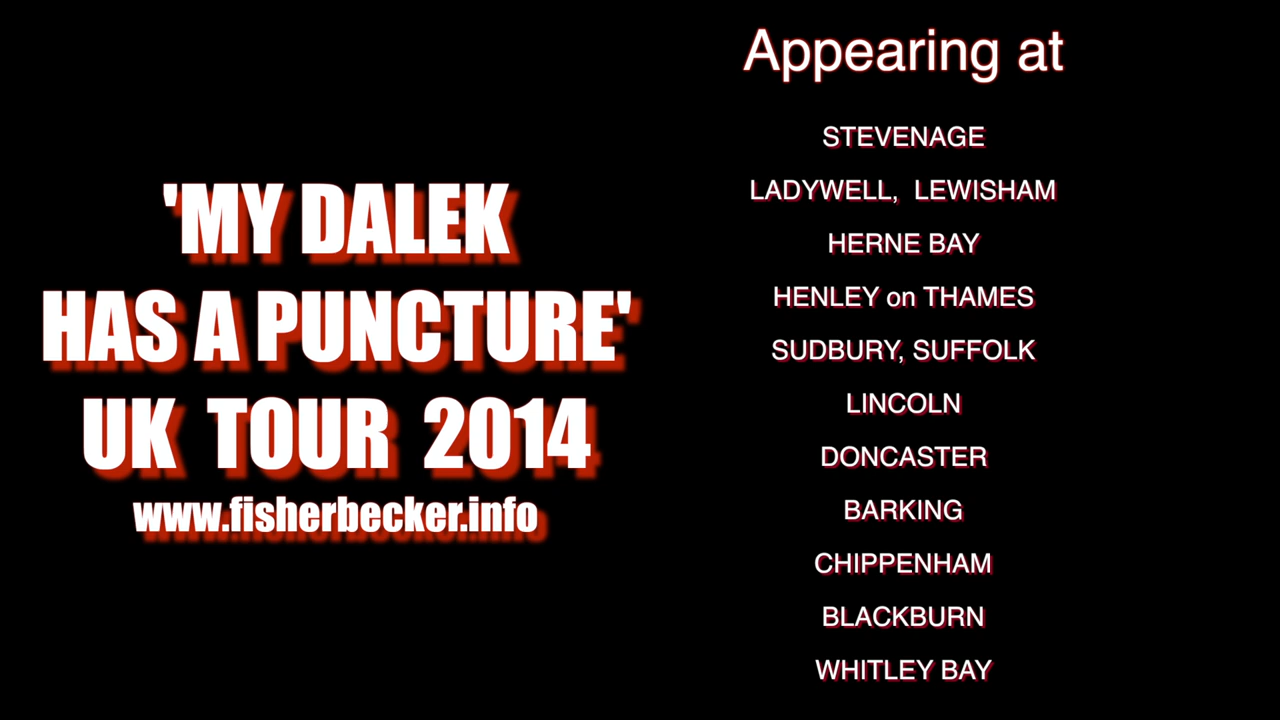 'MY DALEK
HAS A PUNCTURE'
UK TOUR 2014
www.fisherbecker.info
Appearing at
STEVENAGE
LADYWELL, LEWISHAM
HERNE BAY
HENLEY on THAMES
SUDBURY, SUFFOLK
LINCOLN
DONCASTER
BARKING
CHIPPENHAM
BLACKBURN
WHITLEY BAY